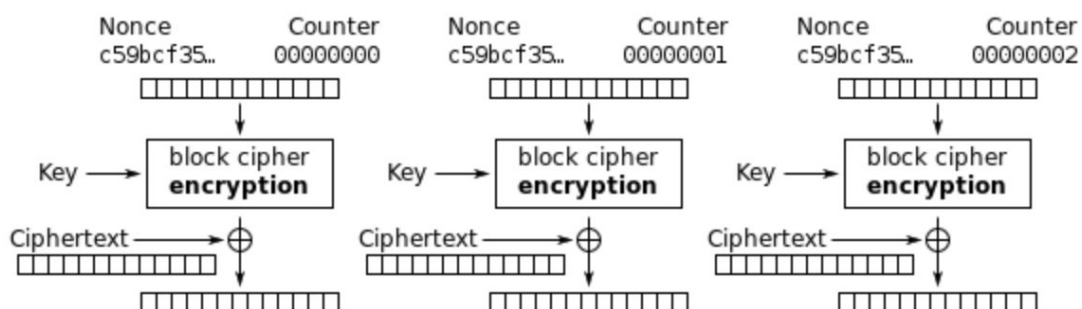 Nonce Counter Nonce Counter Nonce Counter
c59bcf35… 00000000 c59bcf35… 00000001 c59bcf35… 00000002
block cipher block cipher block cipher
Key Key Key
encryption encryption encryption
Ciphertext Ciphertext Ciphertext